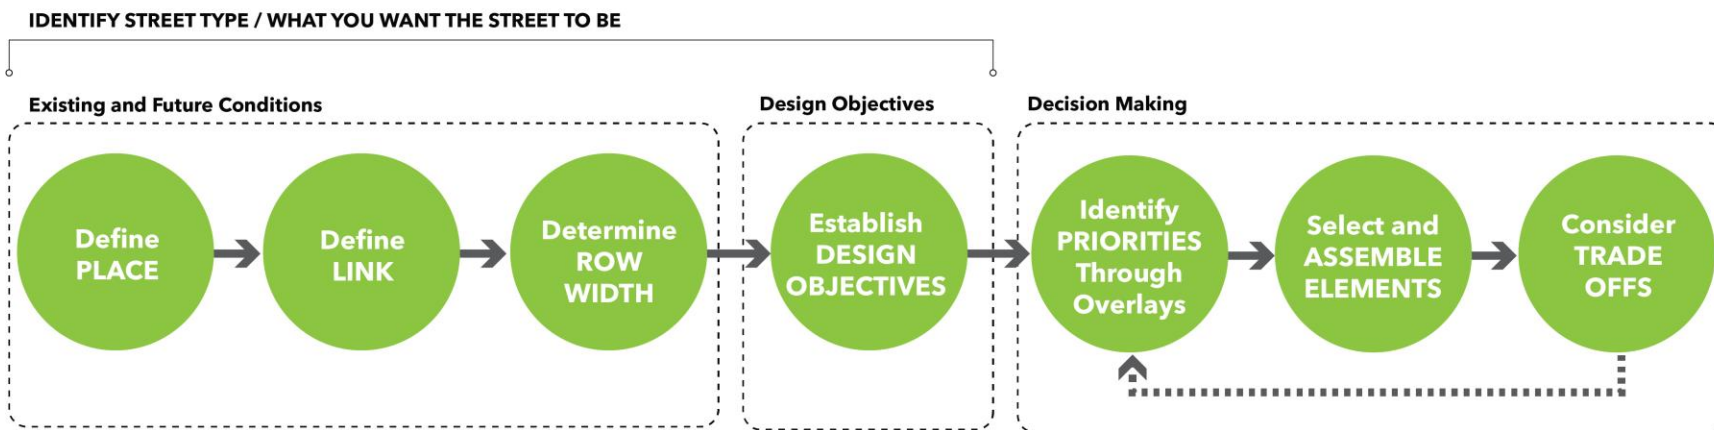 IDENTIFY STREET TYPE / WHAT YOU WANT THE STREET TO BE
Existing and Future Conditions
Design Objectives
Decision Making
Define
PLACE
Define
LINK
Determine
ROW
WIDTH
Establish
DESIGN
OBJECTIVES
Identify
PRIORITIES
Through
Overlays
Select and
ASSEMBLE
ELEMENTS
Consider
TRADE
OFFS